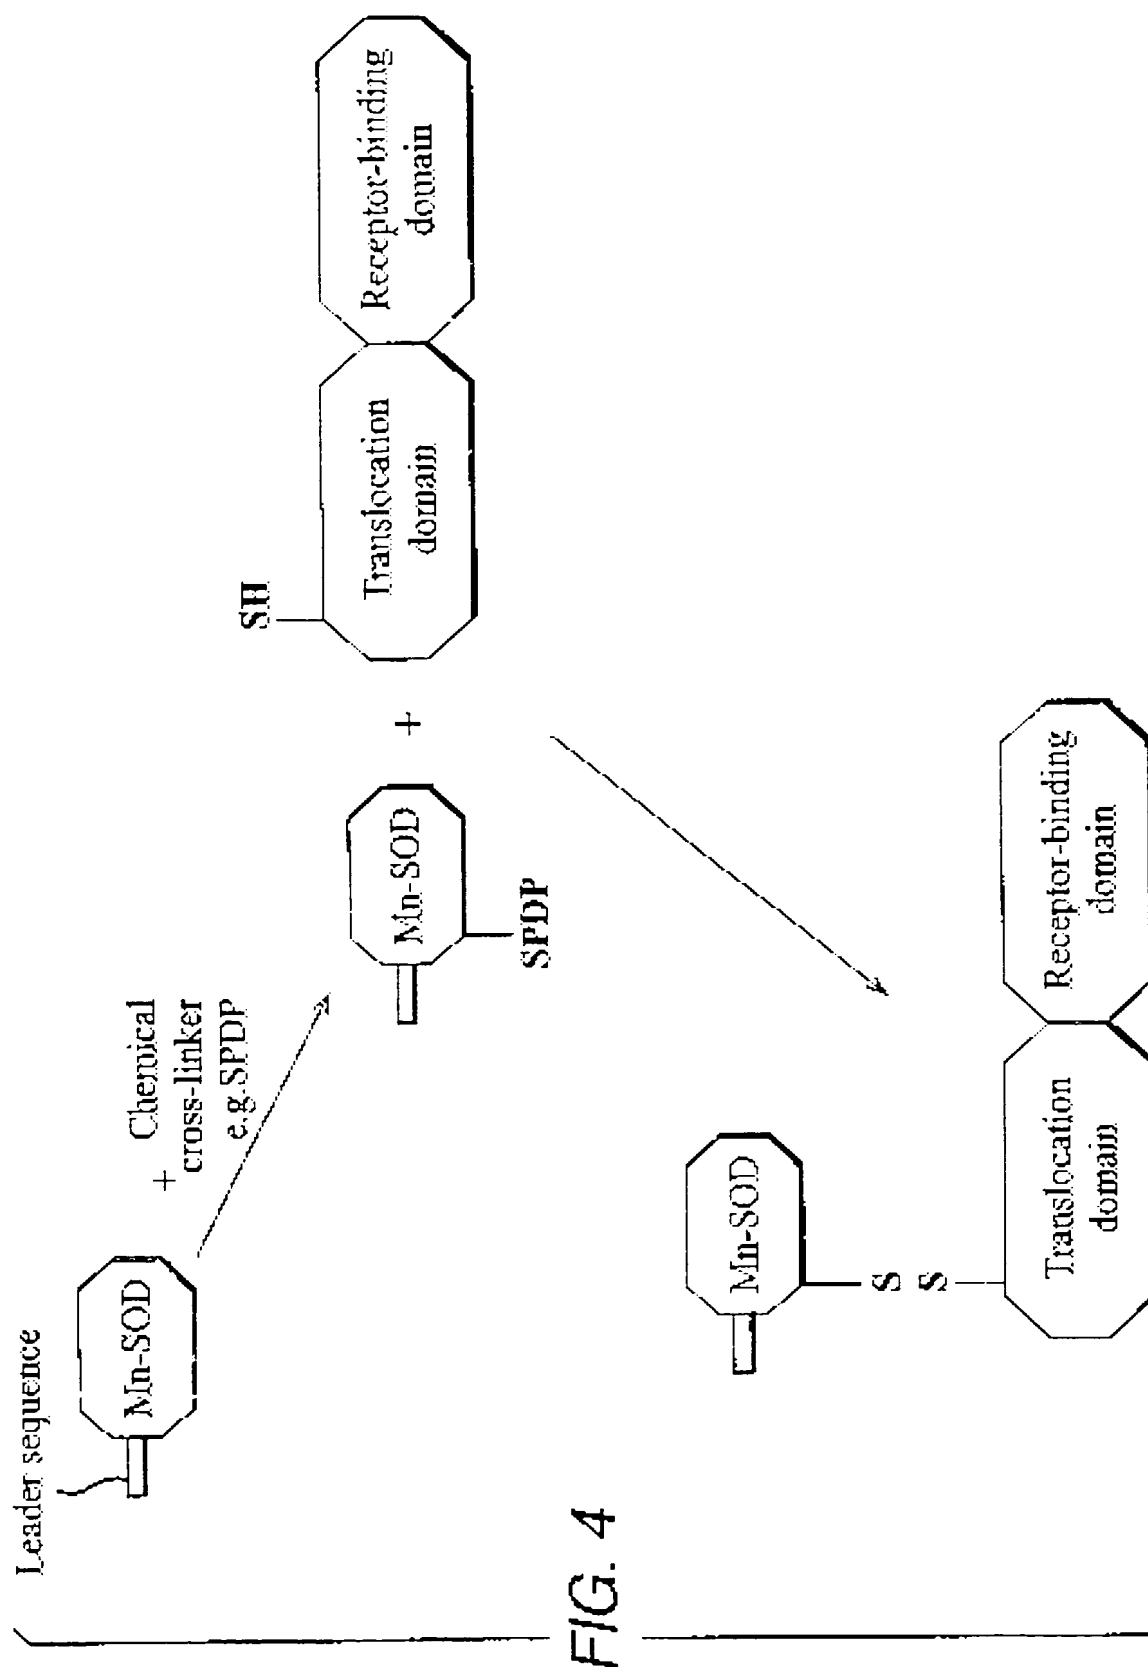 Leader sequence
Mn-SOD
+
Chemical
cross-linker
e.g.SPDP
Mn-SOD
SPDP
+
SH
Translocation
domain
Receptor-binding
domain
Mn-SOD
S
S
Translocation
domain
Receptor-binding
domain
FIG. 4